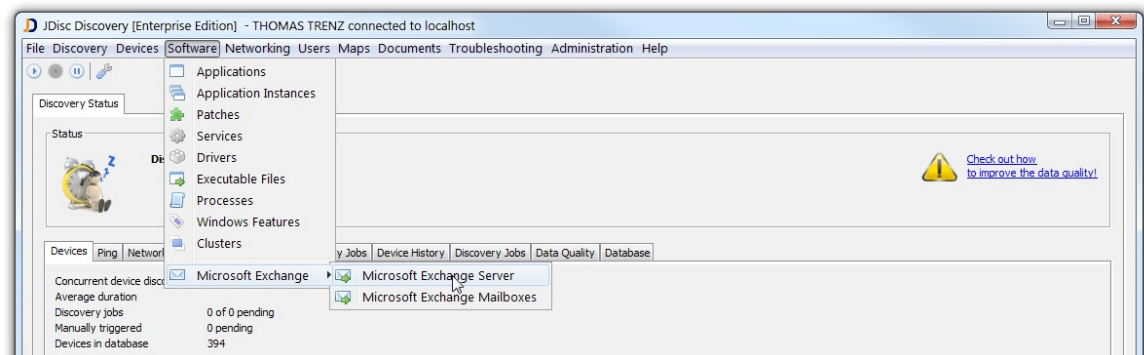 JDisc Discovery [Enterprise Edition] - THOMAS TRENZ connected to localhost
File Discovery Devices Software Networking Users Maps Documents Troubleshooting Administration Help
Applications
Application Instances
Patches
Services
Drivers
Executable Files
Processes
Windows Features
Clusters
Microsoft Exchange
Microsoft Exchange Server
Microsoft Exchange Mailboxes
Discovery Status
Status
Check out how
to improve the data quality!
Devices Ping Jobs Device History Discovery Jobs Data Quality Database
Concurrent device
Average duration
Discovery jobs 0 of 0 pending
Manually triggered 0 pending
Devices in database 394